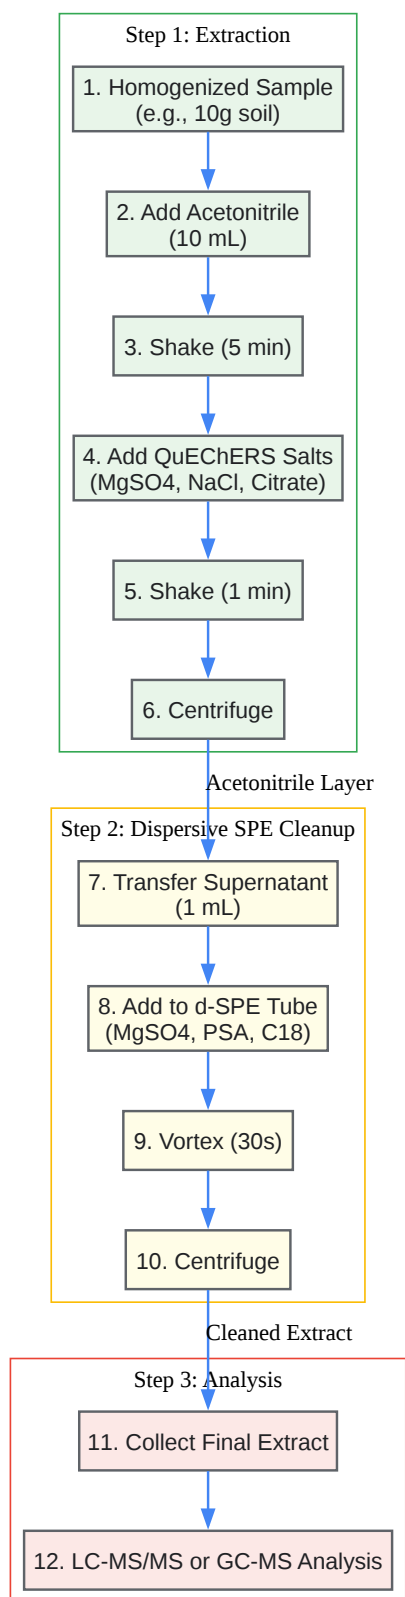 Step 1: Extraction
1. Homogenized Sample
(e.g., 10g soil)
2. Add Acetonitrile
(10 mL)
3. Shake (5 min)
4. Add QuEChERS Salts
(MgSO4, NaCl, Citrate)
5. Shake (1 min)
6. Centrifuge
Acetonitrile Layer
Step 2: Dispersive SPE Cleanup
7. Transfer Supernatant
(1 mL)
8. Add to d-SPE Tube
(MgSO4, PSA, C18)
9. Vortex (30s)
10. Centrifuge
Cleaned Extract
Step 3: Analysis
11. Collect Final Extract
12. LC-MS/MS or GC-MS Analysis